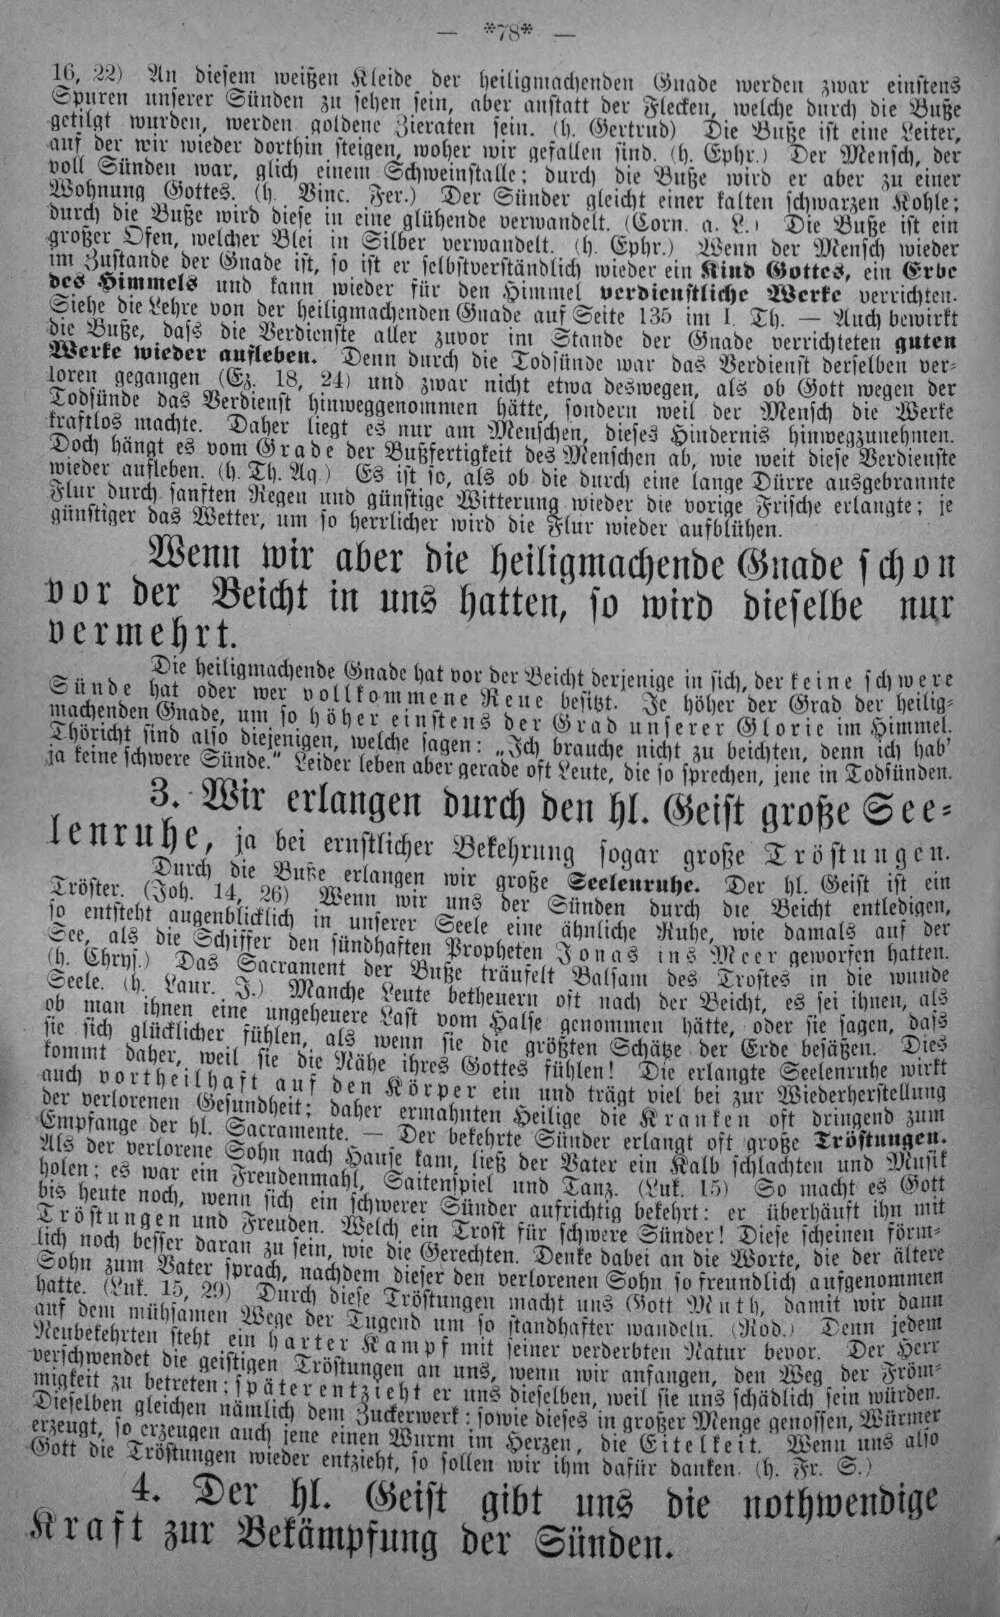 — *78* —
16, 22) An diesem weißen Kleide der heiligmachenden Gnade werden zwar einstens
Spuren unserer Sünden zu sehen sein, aber anstatt der Flecken, welche durch die Buße
getilgt wurden, werden goldene Zieraten sein. (h. Gertrud) Die Buße ist eine Leiter,
auf der wir wieder dorthin steigen, woher wir gefallen sind. (h. Ephr.) Der Mensch, der
voll Sünden war, glich einem Schweinstalle; durch die Buße wird er aber zu einer
Wohnung Gottes. (h. Vinc. Fer.) Der Sünder gleicht einer kalten schwarzen Kohle;
durch die Buße wird diese in eine glühende verwandelt. (Corn. a. L.) Die Buße ist ein
großer Ofen, welcher Blei in Silber verwandelt. (h. Ephr.) Wenn der Mensch wieder
im Zustande der Gnade ist, so ist er selbstverständlich wieder ein Kind Gottes, ein Erbe
des Himmels und kann wieder für den Himmel verdienstliche Werke verrichten.
Siehe die Lehre von der heiligmachenden Gnade auf Seite 135 im I. Th. — Auch bewirkt
die Buße, dass die Verdienste aller zuvor im Stande der Gnade verrichteten guten
Werke wieder aufleben. Denn durch die Todsünde war das Verdienst derselben ver-
loren gegangen (Ez. 18, 24) und zwar nicht etwa deswegen, als ob Gott wegen der
Todsünde das Verdienst hinweggenommen hätte, sondern weil der Mensch die Werke
kraftlos machte. Daher liegt es nur am Menschen, dieses Hindernis hinwegzunehmen.
Doch hängt es vom Grade der Bußfertigkeit des Menschen ab, wie weit diese Verdienste
wieder aufleben. (h. Th. Aq.) Es ist so, als ob die durch eine lange Dürre ausgebrannte
Flur durch sanften Regen und günstige Witterung wieder die vorige Frische erlangte; je
günstiger das Wetter, um so herrlicher wird die Flur wieder aufblühen.
Wenn wir aber die heiligmachende Gnade schon
vor der Beicht in uns hatten, so wird dieselbe nur
vermehrt.
Die heiligmachende Gnade hat vor der Beicht derjenige in sich, der keine schwere
Sünde hat oder wer vollkommene Reue besitzt. Je höher der Grad der heilig-
machenden Gnade, um so höher einstens der Grad unserer Glorie im Himmel.
Thöricht sind also diejenigen, welche sagen: „Ich brauche nicht zu beichten, denn ich hab'
ja keine schwere Sünde." Leider leben aber gerade oft Leute, die so sprechen, jene in Todsünden.
3. Wir erlangen durch den hl. Geist große See-
lenruhe, ja bei ernstlicher Bekehrung sogar große Tröstungen.
Durch die Buße erlangen wir große Seelenruhe. Der hl. Geist ist ein
Tröster. (Joh. 14, 26) Wenn wir uns der Sünden durch die Beicht entledigen,
so entsteht augenblicklich in unserer Seele eine ähnliche Ruhe, wie damals auf der
See, als die Schiffer den sündhaften Propheten Jonas ins Meer geworfen hatten.
(h. Chrys.) Das Sacrament der Buße träufelt Balsam des Trostes in die wunde
Seele. (h. Laur. J.) Manche Leute betheuern oft nach der Beicht, es sei ihnen, als
ob man ihnen eine ungeheuere Last vom Halse genommen hätte, oder sie sagen, dass
sie sich glücklicher fühlen, als wenn sie die größten Schätze der Erde besäßen. Dies
kommt daher, weil sie die Nähe ihres Gottes fühlen! Die erlangte Seelenruhe wirkt
auch vortheilhaft auf den Körper ein und trägt viel bei zur Wiederherstellung
der verlorenen Gesundheit; daher ermahnten Heilige die Kranken oft dringend zum
Empfange der hl. Sacramente. — Der bekehrte Sünder erlangt oft große Tröstungen.
Als der verlorene Sohn nach Hause kam, ließ der Vater ein Kalb schlachten und Musik
holen; es war ein Freudenmahl, Saitenspiel und Tanz. (Luk. 15) So macht es Gott
bis heute noch, wenn sich ein schwerer Sünder aufrichtig bekehrt: er überhäuft ihn mit
Tröstungen und Freuden. Welch ein Trost für schwere Sünder! Diese scheinen förm-
lich noch besser daran zu sein, wie die Gerechten. Denke dabei an die Worte, die der ältere
Sohn zum Vater sprach, nachdem dieser den verlorenen Sohn so freundlich aufgenommen
hatte. (Luk. 15, 29) Durch diese Tröstungen macht uns Gott Muth, damit wir dann
auf dem mühsamen Wege der Tugend um so standhafter wandeln. (Rod.) Denn jedem
Neubekehrten steht ein harter Kampf mit seiner verderbten Natur bevor. Der Herr
verschwendet die geistigen Tröstungen an uns, wenn wir anfangen, den Weg der Fröm-
migkeit zu betreten; später entzieht er uns dieselben, weil sie uns schädlich sein würden.
Dieselben gleichen nämlich dem Zuckerwerk: sowie dieses in großer Menge genossen, Würmer
erzeugt, so erzeugen auch jene einen Wurm im Herzen, die Eitelkeit. Wenn uns also
Gott die Tröstungen wieder entzieht, so sollen wir ihm dafür danken. (h. Fr. S.)
4. Der hl. Geist gibt uns die nothwendige
Kraft zur Bekämpfung der Sünden.